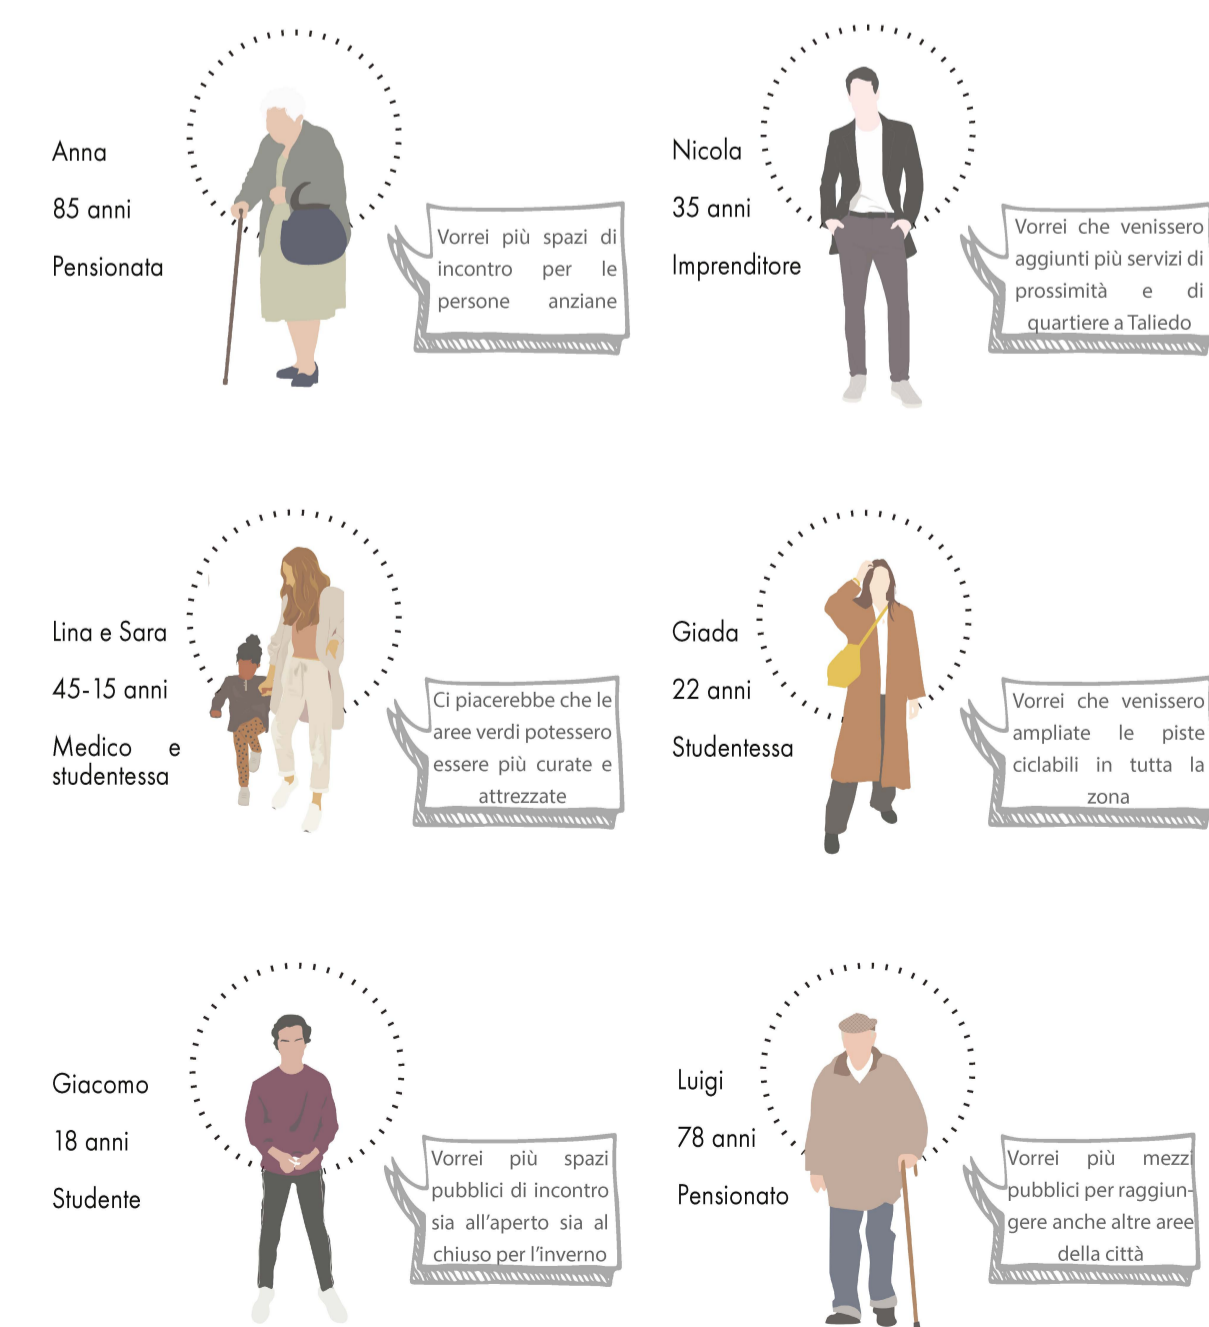 Anna
85 anni
Pensionata
Vorrei più spazi di
incontro per le
persone anziane
Nicola
35 anni
Imprenditore
Vorrei che venissero
aggiunti più servizi di
prossimità e di
quartiere a Taliedo
Lina e Sara
45-15 anni
Medico e
studentessa
Ci piacerebbe che le
aree verdi potessero
essere più curate e
attrezzate
Giada
22 anni
Studentessa
Vorrei che venissero
ampliate le piste
ciclabili in tutta la
zona
Giacomo
18 anni
Studente
Vorrei più spazi
pubblici di incontro
sia all'aperto sia al
chiuso per l'inverno
Luigi
78 anni
Pensionato
Vorrei più mezzi
pubblici per raggiun-
gere anche altre aree
della città